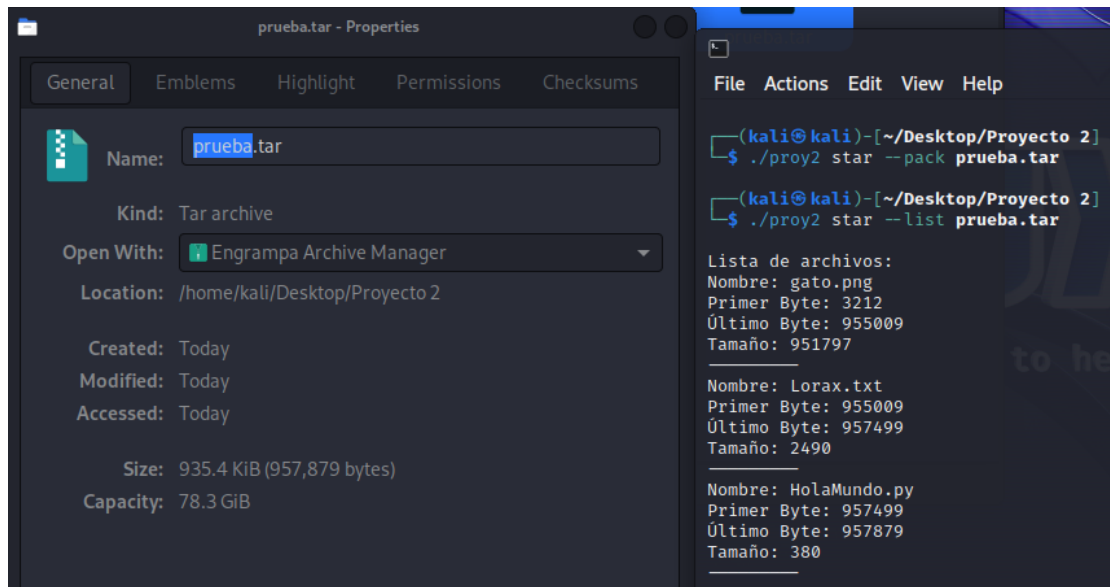 prueba.tar - Properties
General Emblems Highlight Permissions Checksums
Name: prueba.tar
Kind: Tar archive
Open With: Engrampa Archive Manager
Location: /home/kali/Desktop/Proyecto 2
Created: Today
Modified: Today
Accessed: Today
Size: 935.4 KiB (957,879 bytes)
Capacity: 78.3 GiB
File Actions Edit View Help
┌──(kali㉿kali)-[~/Desktop/Proyecto 2]
└─$ ./proy2 star --pack prueba.tar
┌──(kali㉿kali)-[~/Desktop/Proyecto 2]
└─$ ./proy2 star --list prueba.tar
Lista de archivos:
Nombre: gato.png
Primer Byte: 3212
Último Byte: 955009
Tamaño: 951797
Nombre: Lorax.txt
Primer Byte: 955009
Último Byte: 957499
Tamaño: 2490
Nombre: HolaMundo.py
Primer Byte: 957499
Último Byte: 957879
Tamaño: 380
to he